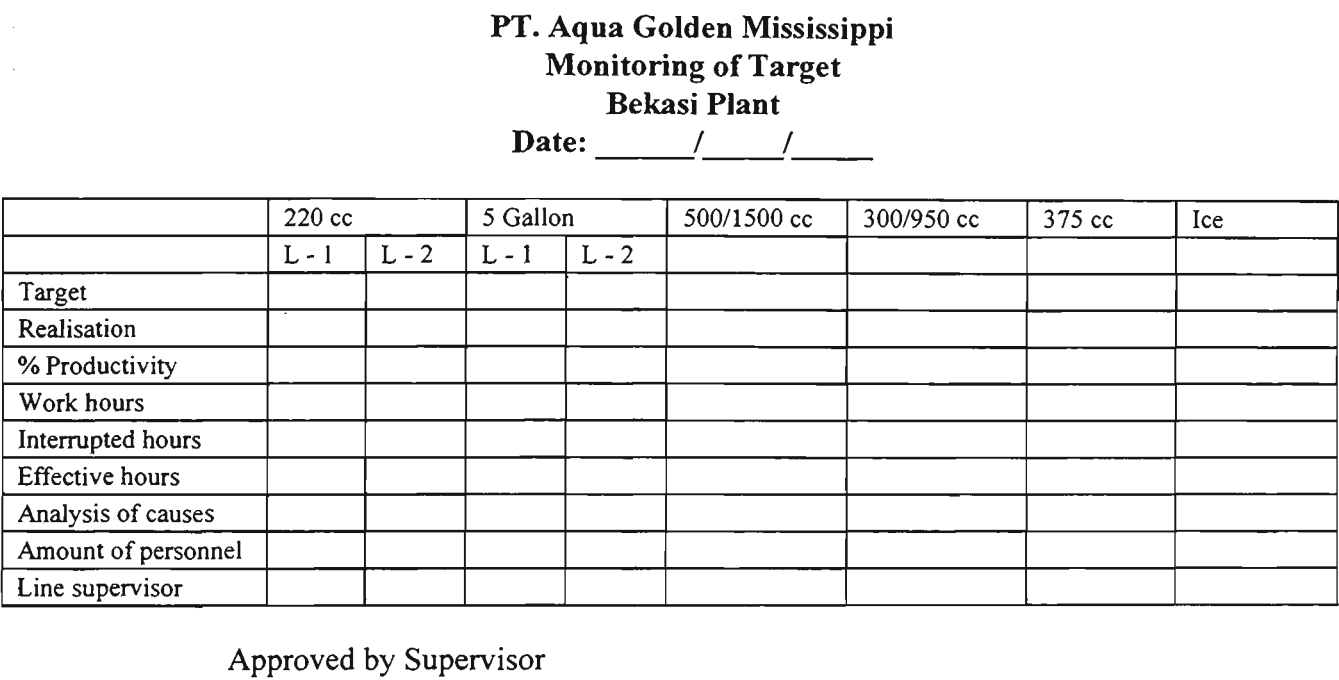 PT. Aqua Golden Mississippi
Monitoring of Target
Bekasi Plant
Date: _____/____/____
220 cc 5 Gallon 500/1500 cc 300/950 cc 375 cc Ice
L - 1 L - 2 L - 1 L - 2
Target
Realisation
% Productivity
Work hours
Interrupted hours
Effective hours
Analysis of causes
Amount of personnel
Line supervisor
Approved by Supervisor